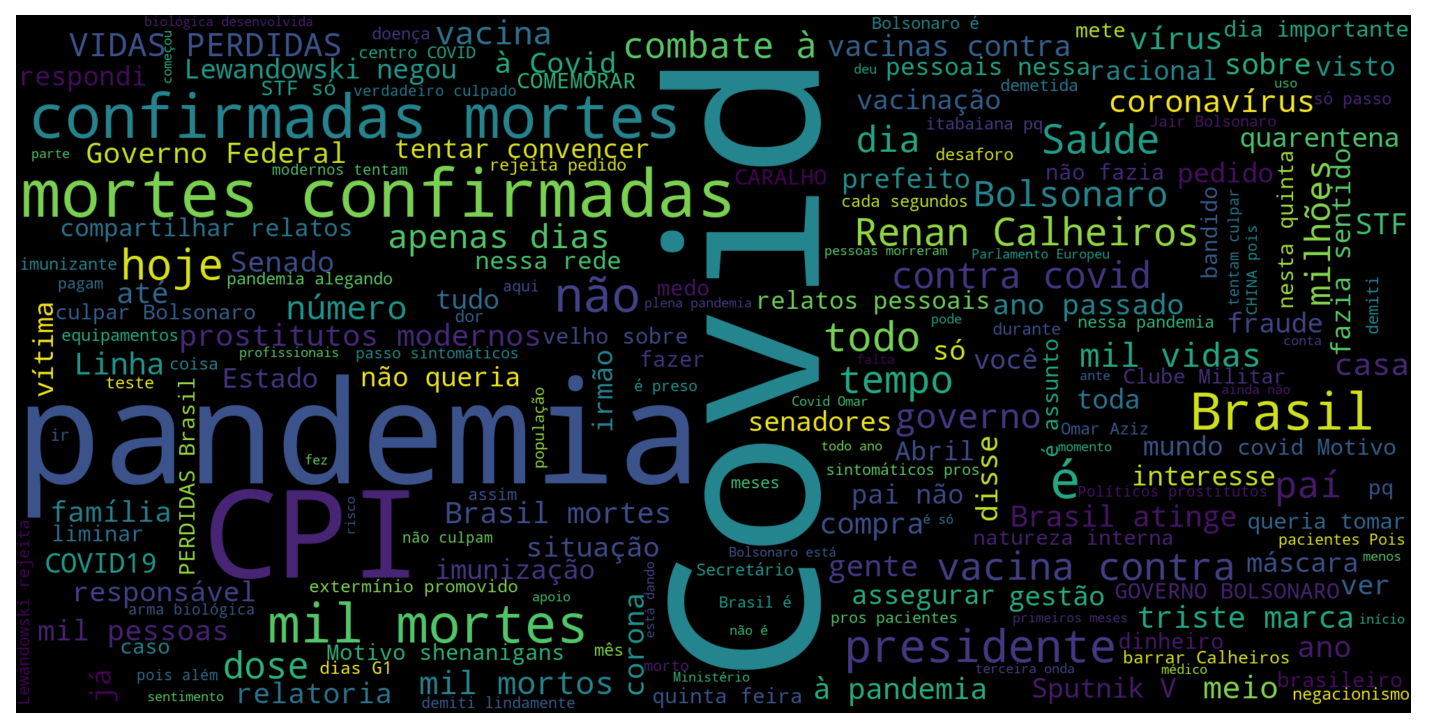 biológica desenvolvida
VIDAS PERDIDAS
doença
vacina
Bolsonaro é
mete
vírus
dia importante
começou
centro COVID
combate à
vacinas contra
respondi
Lewandowski negou
à Covid
COMEMORAR
deu
pessoais nessa
racional
sobre
visto
STF só
verdadeiro culpado
demetida
uso
confirmadas mortes
Covid
vacinação
coronavírus
só passo
itabaiana pq
Jair Bolsonaro
parte
Governo Federal
tentar convencer
dia
Saúde
quarentena
modernos tentam
rejeita pedido
desaforo
mortes confirmadas
CARALHO
prefeito
não fazia
pedido
cada segundos
Bolsonaro
bandido
tentam culpar
CHINA pois
nesta quinta
milhões
fazia sentido
STF
compartilhar relatos
apenas dias
Renan Calheiros
imunizante
hoje
Senado
nessa rede
pessoas morreram
Parlamento Europeu
pagam
pandemia alegando
contra covid
até
tudo
aqui
não
medo
plena pandemia
relatos pessoais
ano passado
culpar Bolsonaro
número
dor
demiti
equipamentos
prostitutos modernos
velho sobre
todo
pode
durante
nessa pandemia
fraude
conta
vítima
Linha
coisa
profissionais
passo sintomáticos
irmão
fazer
falta
só
você
mil vidas
casa
teste
Estado
não queria
é preso
tempo
ante
Clube Militar
ainda não
pandemia
PERDIDAS Brasil
população
Covid Omar
senadores
governo
é assunto
toda
Omar Aziz
Brasil
ir
fez
todo ano
Abril
disse
momento
mundo
covid Motivo
sintomáticos pros
é
interesse
CPI
risco
assim
meses
pai não
Políticos prostitutos
paí
pq
família
Brasil mortes
compra
é só
Brasil atinge
queria tomar
liminar
não culpam
natureza interna
pacientes Pois
COVID19
situação
Bolsonaro está
imunização
Secretário
gente
vacina contra
máscara
menos
responsável
extermínio promovido
assegurar gestão
GOVERNO BOLSONARO
ver
arma biológica
apoio
Brasil é
Lewandowski rejeita
mil pessoas
mil mortes
corona
está dando
não é
pros pacientes
primeiros meses
triste marca
início
caso
Motivo shenanigans
mês
presidente
dinheiro
ano
pois além
dose
dias G1
morto
barrar Calheiros
já
Ministério
terceira onda
médico
brasileiro
sentimento
relatoria
mil mortos
demiti lindamente
quinta feira
à pandemia
Sputnik V
meio
negacionismo